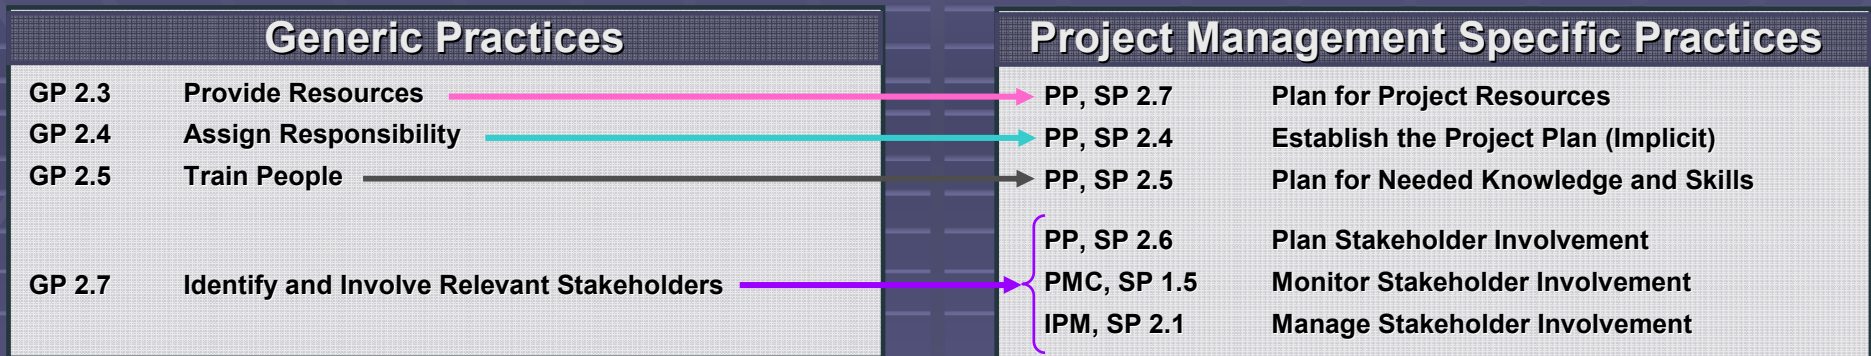 Generic Practices
GP 2.3 Provide Resources
GP 2.4 Assign Responsibility
GP 2.5 Train People
GP 2.7 Identify and Involve Relevant Stakeholders
Project Management Specific Practices
PP, SP 2.7 Plan for Project Resources
PP, SP 2.4 Establish the Project Plan (Implicit)
PP, SP 2.5 Plan for Needed Knowledge and Skills
PP, SP 2.6 Plan Stakeholder Involvement
PMC, SP 1.5 Monitor Stakeholder Involvement
IPM, SP 2.1 Manage Stakeholder Involvement